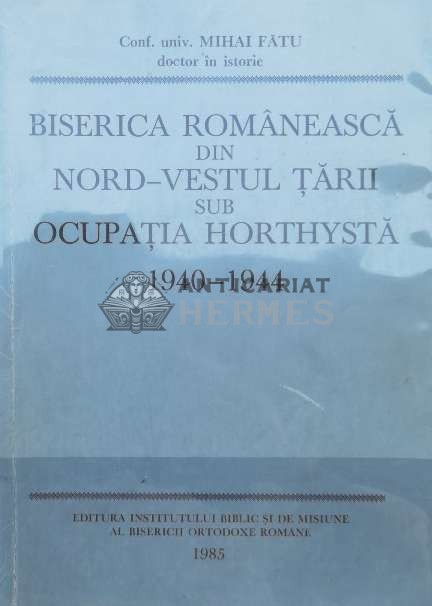 Conf. univ. MIHAI FĂTU
doctor în istorie
BISERICA ROMÂNEASCĂ
DIN
NORD-VESTUL ȚĂRII
SUB
OCUPAȚIA HORTHYSTĂ
1940-1944
ANTICARIAT
HERMES
EDITURA INSTITUTULUI BIBLIC ȘI DE MISIUNE
AL BISERICII ORTODOXE ROMANE
1985